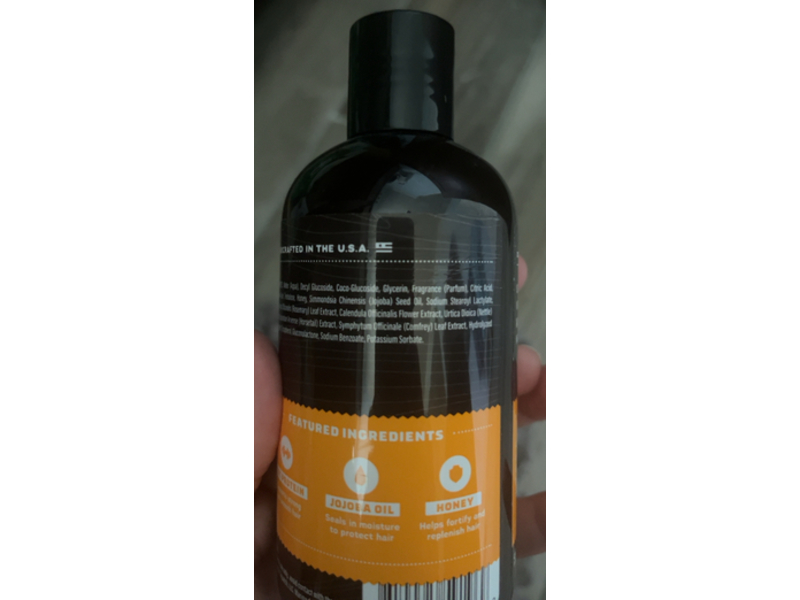 CRAFTED IN THE U.S.A.
Decyl Glucoside, Coco-Glucoside, Glycerin, Fragrance (Parfum), Citric Acid,
Honey, Simmondsia Chinensis (Jojoba) Seed Oil, Sodium Stearoyl Lactylate,
(Rosemary) Leaf Extract, Calendula Officinalis Flower Extract, Urtica Dioica (Nettle)
Extract, Symphytum Officinale (Comfrey) Leaf Extract, Hydrolyzed
Gluconolactone, Sodium Benzoate, Potassium Sorbate.
FEATURED INGREDIENTS
JOJOBA OIL
Seals in moisture
to protect hair
HONEY
Helps fortify and
replenish hair